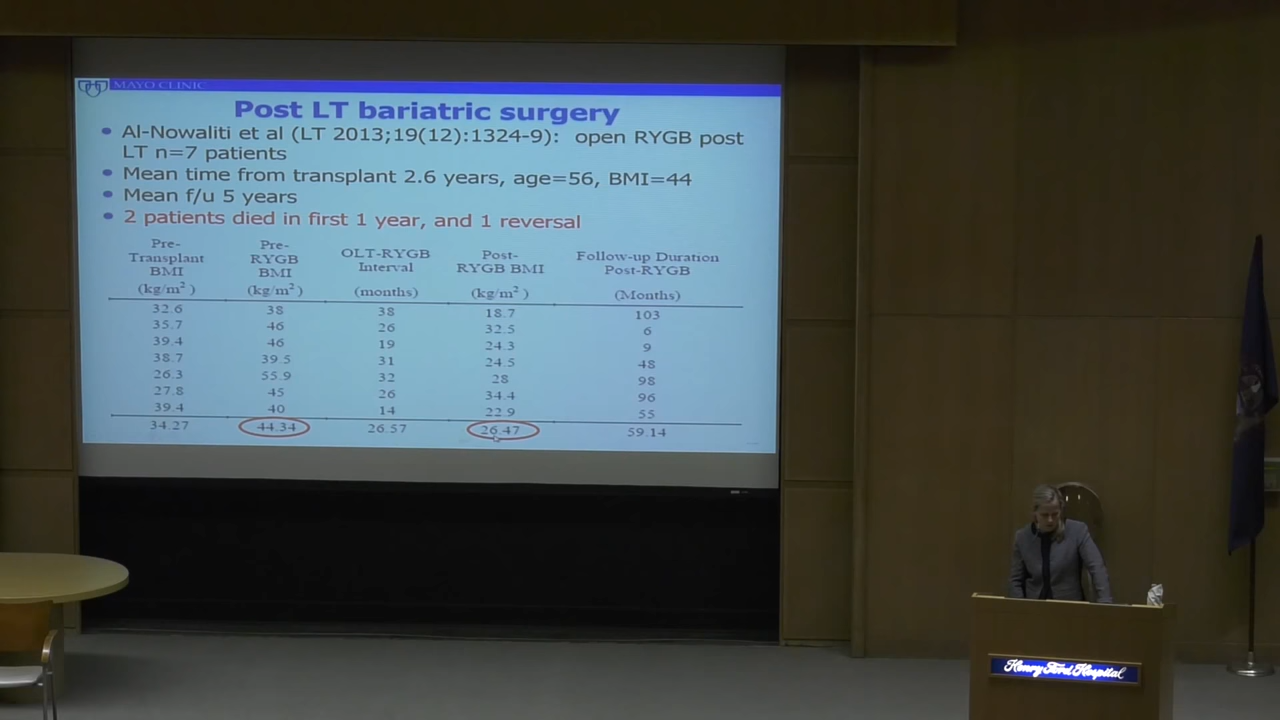 MAYO CLINIC
Post LT bariatric surgery
• Al-Nowaliti et al (LT 2013;19(12):1324-9): open RYGB post
LT n=7 patients
• Mean time from transplant 2.6 years, age=56, BMI=44
• Mean f/u 5 years
• 2 patients died in first 1 year, and 1 reversal
Pre-Transplant BMI (kg/m²) Pre-RYGB BMI (kg/m²) OLT-RYGB Interval (months) Post-RYGB BMI (kg/m²) Follow-up Duration Post-RYGB (Months)
32.6 38 38 18.7 103
35.7 46 26 32.5 6
39.4 46 19 24.3 9
38.7 39.5 31 24.5 48
26.3 55.9 32 28 98
27.8 45 26 34.4 96
39.4 40 14 22.9 55
34.27 44.34 26.57 26.47 59.14
Henry Ford Hospital